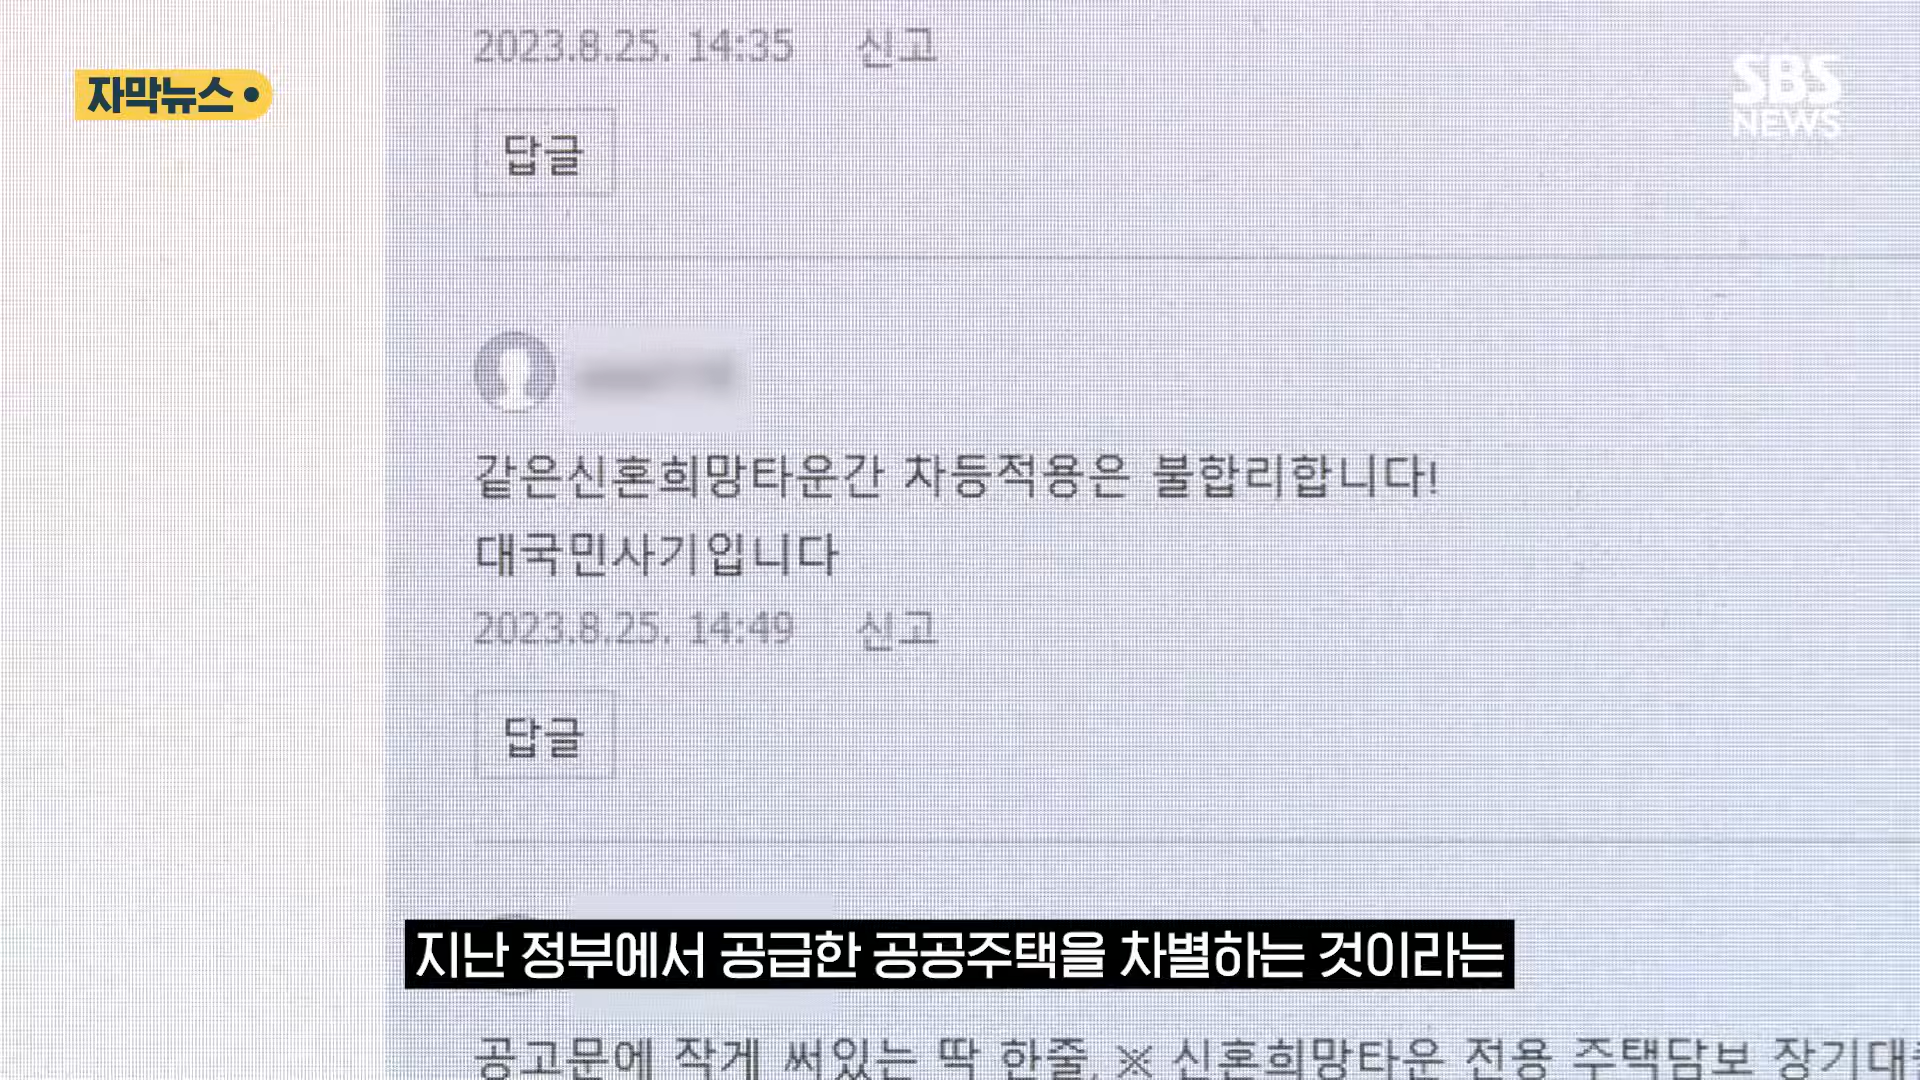 2023.8.25. 14:35 신고
자막뉴스
SBS
NEWS
답글
같은신혼희망타운간 차등적용은 불합리합니다!
대국민사기입니다
2023.8.25. 14:49 신고
답글
지난 정부에서 공급한 공공주택을 차별하는 것이라는
공고문에 작게 써있는 딱 한줄, ※ 신혼희망타운 전용 주택담보 장기대